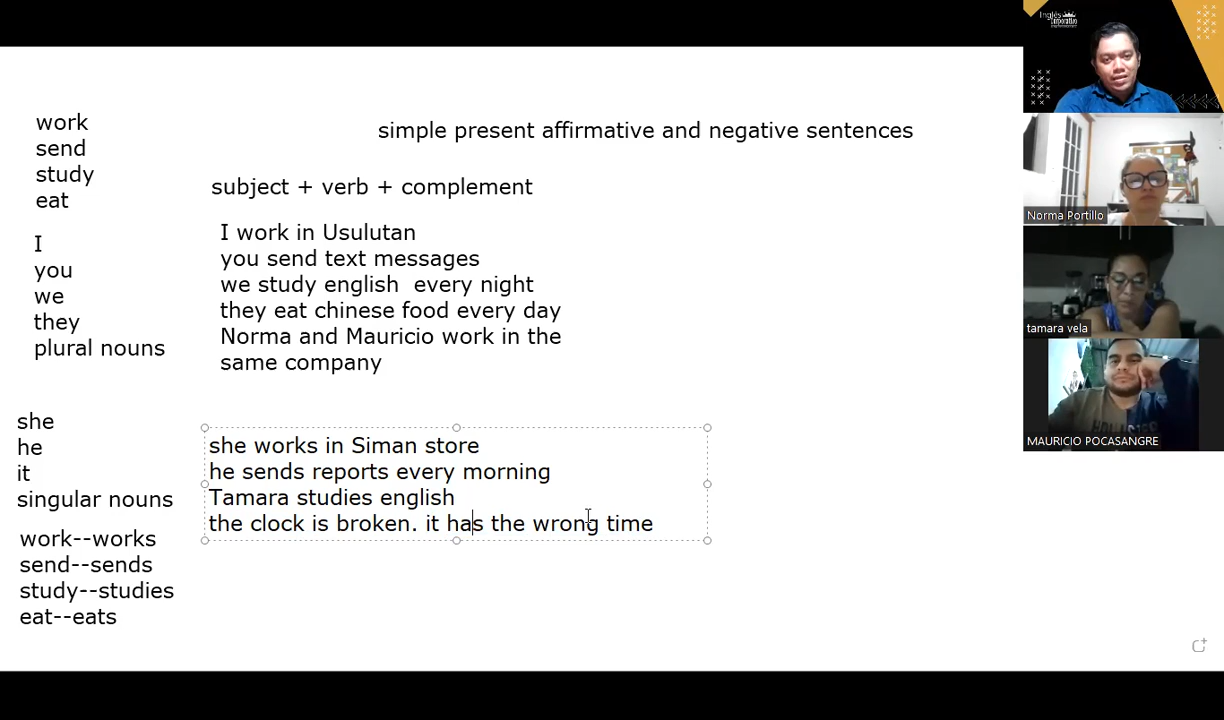 work
send
study
eat
I
you
we
they
plural nouns
she
he
it
singular nouns
work--works
send--sends
study--studies
eat--eats
simple present affirmative and negative sentences
subject + verb + complement
I work in Usulutan
you send text messages
we study english  every night
they eat chinese food every day
Norma and Mauricio work in the
same company
she works in Siman store
he sends reports every morning
Tamara studies english
the clock is broken. it has the wrong time
Inglés
Corporativo
Norma Portillo
tamara vela
MAURICIO POCASANGRE